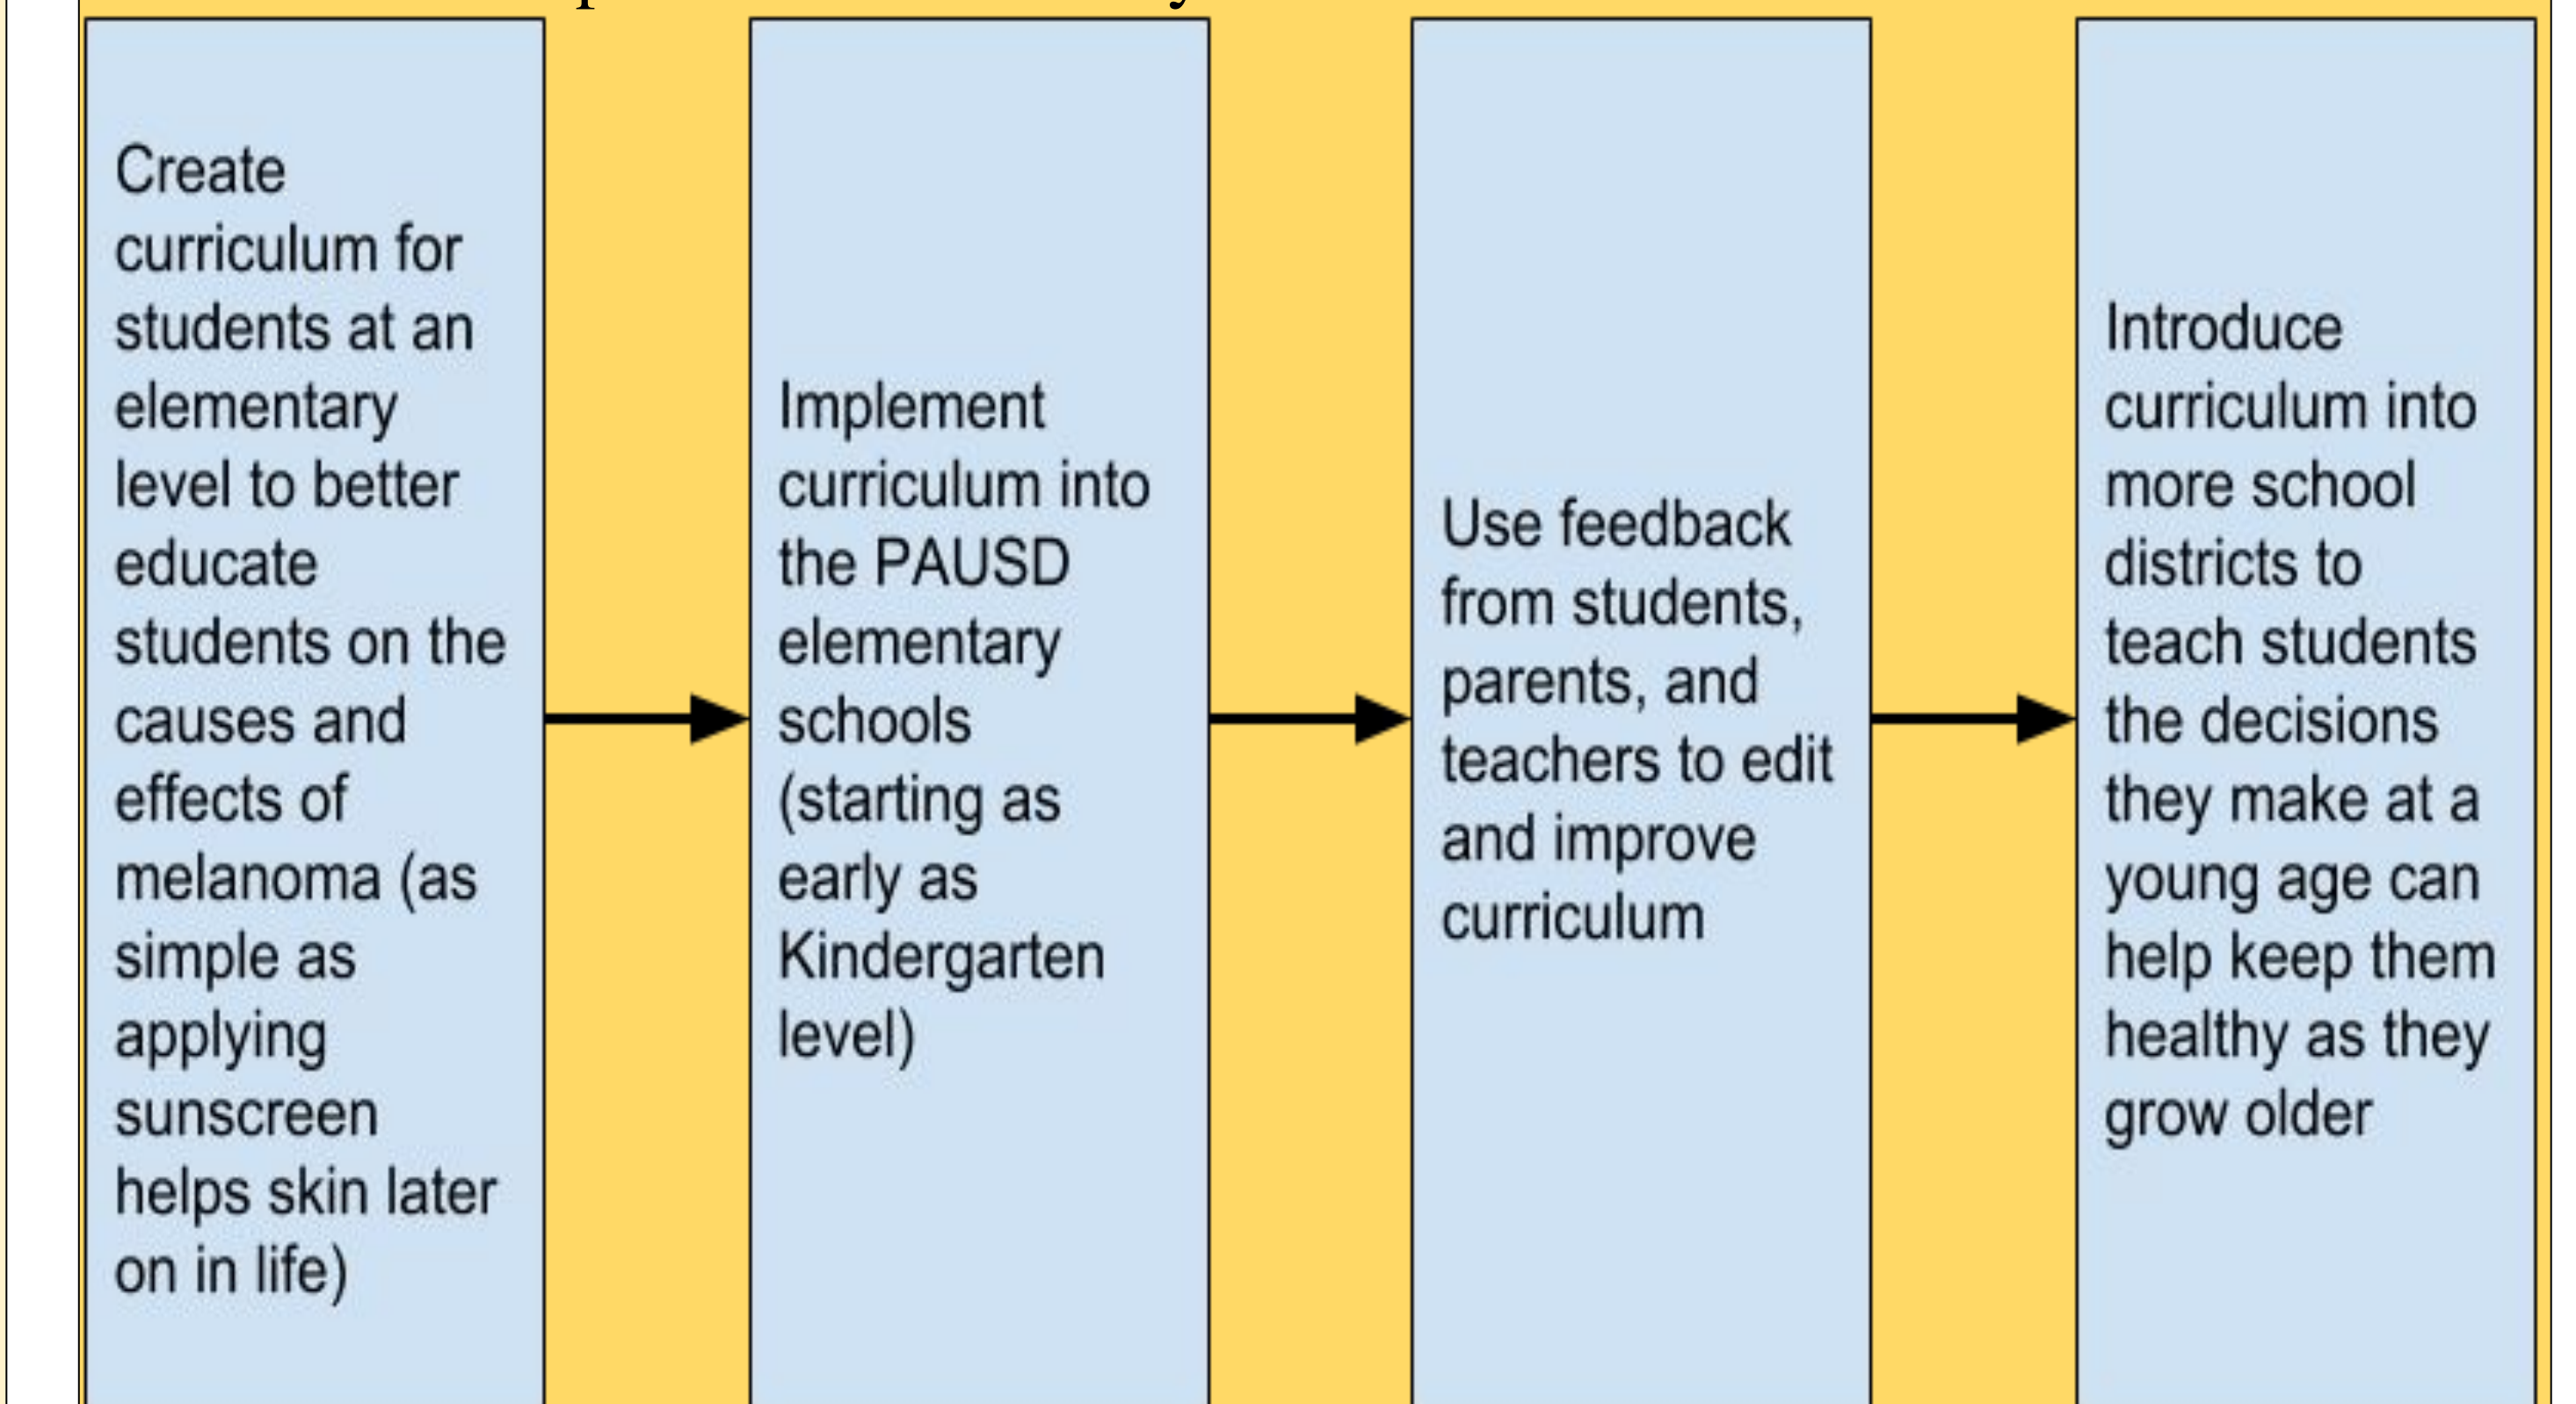 Create
curriculum for
students at an
elementary
level to better
educate
students on the
causes and
effects of
melanoma (as
simple as
applying
sunscreen
helps skin later
on in life)
Implement
curriculum into
the PAUSD
elementary
schools
(starting as
early as
Kindergarten
level)
Use feedback
from students,
parents, and
teachers to edit
and improve
curriculum
Introduce
curriculum into
more school
districts to
teach students
the decisions
they make at a
young age can
help keep them
healthy as they
grow older